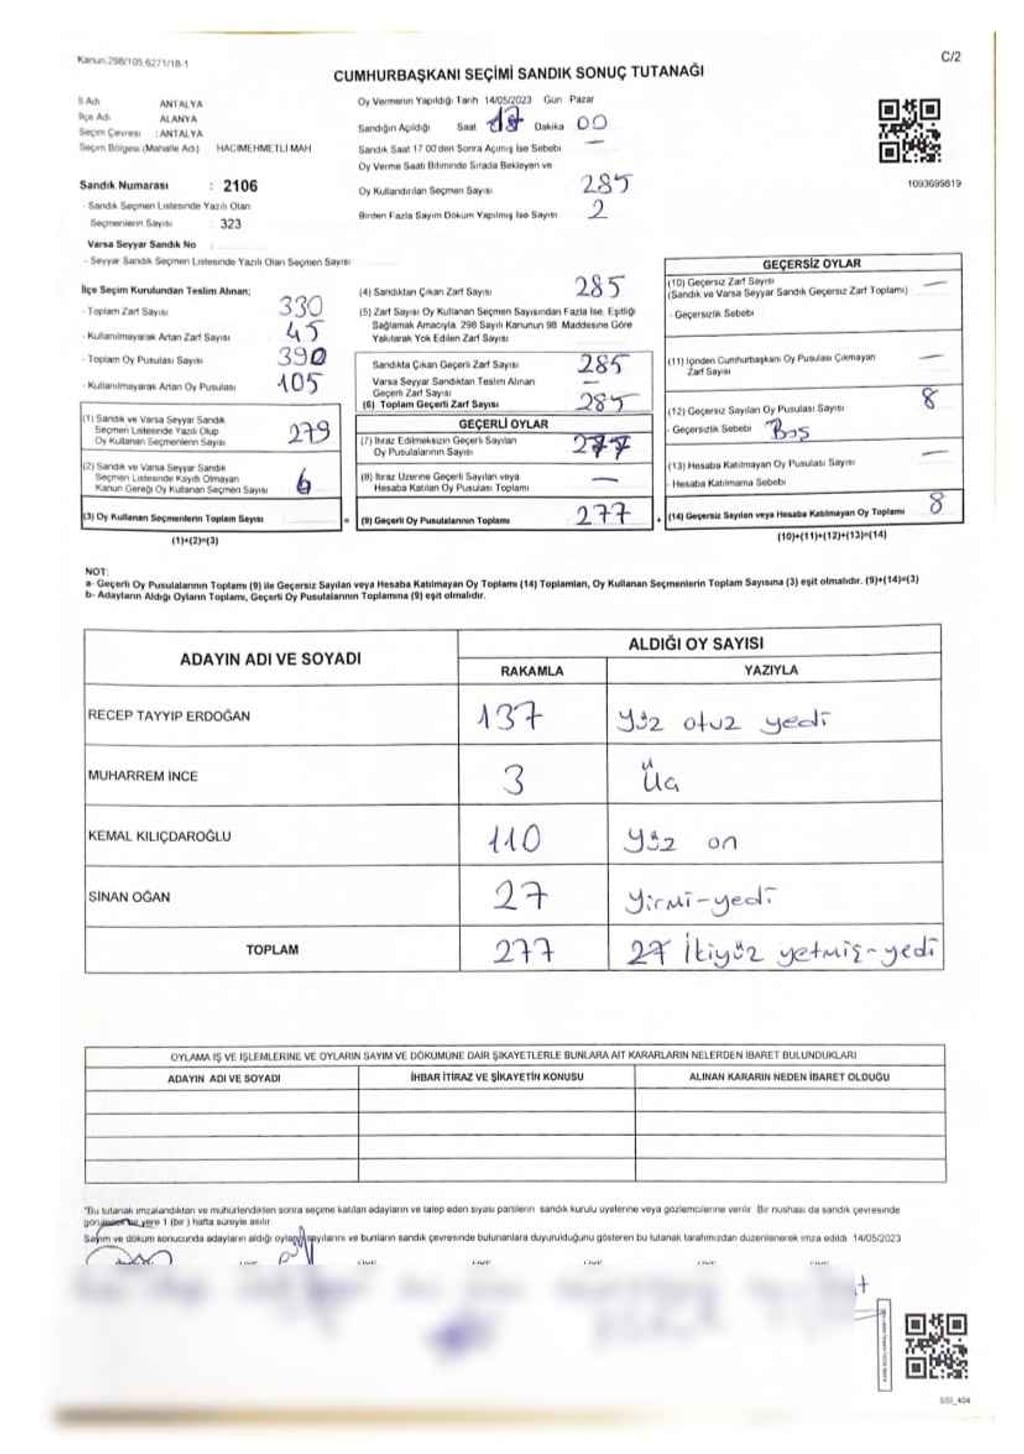 Kanun.298/105,6271/18-1
C/2
CUMHURBAŞKANI SEÇİMİ SANDIK SONUÇ TUTANAĞI
İl Adı ANTALYA
İlçe Adı ALANYA
Seçim Çevresi : ANTALYA
Seçim Bölgesi (Mahalle Adı) HACIMEHMETLİ MAH
Sandık Numarası : 2106
- Sandık Seçmen Listesinde Yazılı Olan
Seçmenlerin Sayısı : 323
Varsa Seyyar Sandık No
- Seyyar Sandık Seçmen Listesinde Yazılı Olan Seçmen Sayısı
Oy Vermenin Yapıldığı Tarih 14/05/2023 Gün Pazar
Sandığın Açıldığı Saat Dakika 00
Sandık Saat 17 00'den Sonra Açılmış İse Sebebi —
Oy Verme Saati Bitiminde Sırada Bekleyen ve
Oy Kullandırılan Seçmen Sayısı 285
Birden Fazla Sayım Döküm Yapılmış İse Sayısı 2
1093695819
İlçe Seçim Kurulundan Teslim Alınan;
- Toplam Zarf Sayısı 330
- Kullanılmayarak Artan Zarf Sayısı 45
- Toplam Oy Pusulası Sayısı 390
- Kullanılmayarak Artan Oy Pusulası 105
(1) Sandık ve Varsa Seyyar Sandık
Seçmen Listesinde Yazılı Olup
Oy Kullanan Seçmenlerin Sayısı 279
(2) Sandık ve Varsa Seyyar Sandık
Seçmen Listesinde Kayıtlı Olmayan
Kanun Gereği Oy Kullanan Seçmen Sayısı 6
(3) Oy Kullanan Seçmenlerin Toplam Sayısı
(1)+(2)=(3)
=
(4) Sandıktan Çıkan Zarf Sayısı 285
(5) Zarf Sayısı Oy Kullanan Seçmen Sayısından Fazla İse, Eşitliği
Sağlamak Amacıyla, 298 Sayılı Kanunun 98. Maddesine Göre
Yakılarak Yok Edilen Zarf Sayısı
Sandıkta Çıkan Geçerli Zarf Sayısı 285
Varsa Seyyar Sandıktan Teslim Alınan
Geçerli Zarf Sayısı —
(6) Toplam Geçerli Zarf Sayısı 285
GEÇERLİ OYLAR
(7) İtiraz Edilmeksizin Geçerli Sayılan
Oy Pusulalarının Sayısı 277
(8) İtiraz Üzerine Geçerli Sayılan veya
Hesaba Katılan Oy Pusulası Toplamı —
(9) Geçerli Oy Pusulalarının Toplamı 277
+
GEÇERSİZ OYLAR
(10) Geçersiz Zarf Sayısı —
(Sandık ve Varsa Seyyar Sandık Geçersiz Zarf Toplamı)
- Geçersizlik Sebebi
(11) İçinden Cumhurbaşkanı Oy Pusulası Çıkmayan
Zarf Sayısı —
(12) Geçersiz Sayılan Oy Pusulası Sayısı 8
- Geçersizlik Sebebi Boş
(13) Hesaba Katılmayan Oy Pusulası Sayısı —
- Hesaba Katılmama Sebebi
(14) Geçersiz Sayılan veya Hesaba Katılmayan Oy Toplamı 8
(10)+(11)+(12)+(13)=(14)
NOT:
a- Geçerli Oy Pusulalarının Toplamı (9) ile Geçersiz Sayılan veya Hesaba Katılmayan Oy Toplamı (14) Toplamları, Oy Kullanan Seçmenlerin Toplam Sayısına (3) eşit olmalıdır. (9)+(14)=(3)
b- Adayların Aldığı Oyların Toplamı, Geçerli Oy Pusulalarının Toplamına (9) eşit olmalıdır.
ADAYIN ADI VE SOYADI
ALDIĞI OY SAYISI
RAKAMLA YAZIYLA
RECEP TAYYİP ERDOĞAN 137 Yüz otuz yedi
MUHARREM İNCE 3 Üç
KEMAL KILIÇDAROĞLU 110 Yüz on
SİNAN OĞAN 27 Yirmi-yedi
TOPLAM 277 27 İkiyüz yetmiş-yedi
OYLAMA İŞ VE İŞLEMLERİNE VE OYLARIN SAYIM VE DÖKÜMÜNE DAİR ŞİKAYETLERLE BUNLARA AİT KARARLARIN NELERDEN İBARET BULUNDUKLARI
ADAYIN ADI VE SOYADI İHBAR İTİRAZ VE ŞİKAYETİN KONUSU ALINAN KARARIN NEDEN İBARET OLDUĞU
"Bu tutanak imzalandıktan ve mühürlendikten sonra seçime katılan adayların ve talep eden siyasi partilerin sandık kurulu üyelerine veya gözlemcilerine verilir. Bir nushası da sandık çevresinde
görünen bir yere 1 (bir) hafta süreyle asılır.
Sayım ve döküm sonucunda adayların aldığı oyların sayılarını ve bunların sandık çevresinde bulunanlara duyurulduğunu gösteren bu tutanak tarafımızdan düzenlenerek imza edildi. 14/05/2023